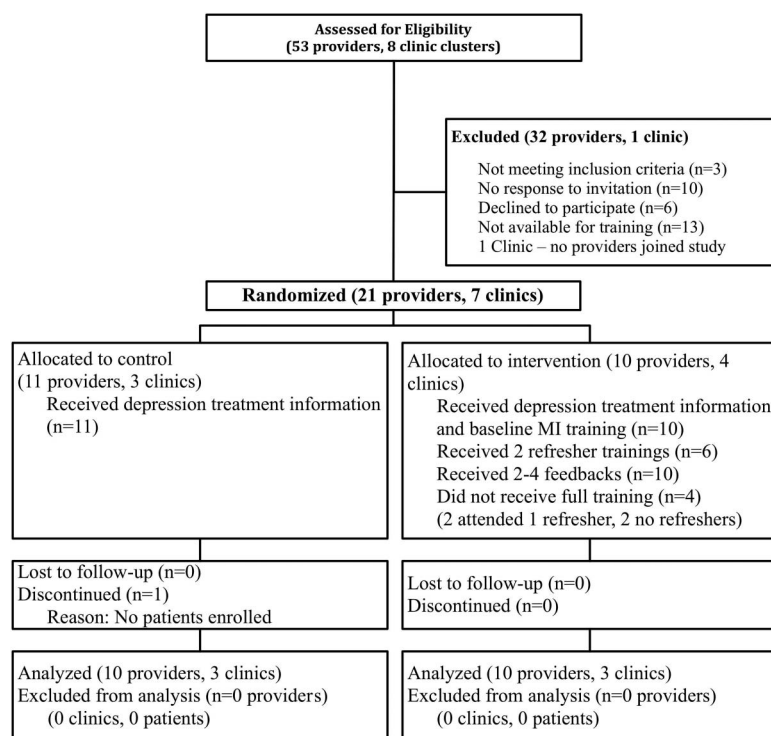 Assessed for Eligibility
(53 providers, 8 clinic clusters)
Excluded (32 providers, 1 clinic)
Not meeting inclusion criteria (n=3)
No response to invitation (n=10)
Declined to participate (n=6)
Not available for training (n=13)
1 Clinic – no providers joined study
Randomized (21 providers, 7 clinics)
Allocated to control
(11 providers, 3 clinics)
Received depression treatment information
(n=11)
Allocated to intervention (10 providers, 4
clinics)
Received depression treatment information
and baseline MI training (n=10)
Received 2 refresher trainings (n=6)
Received 2-4 feedbacks (n=10)
Did not receive full training (n=4)
(2 attended 1 refresher, 2 no refreshers)
Lost to follow-up (n=0)
Discontinued (n=1)
Reason: No patients enrolled
Lost to follow-up (n=0)
Discontinued (n=0)
Analyzed (10 providers, 3 clinics)
Excluded from analysis (n=0 providers)
(0 clinics, 0 patients)
Analyzed (10 providers, 3 clinics)
Excluded from analysis (n=0 providers)
(0 clinics, 0 patients)